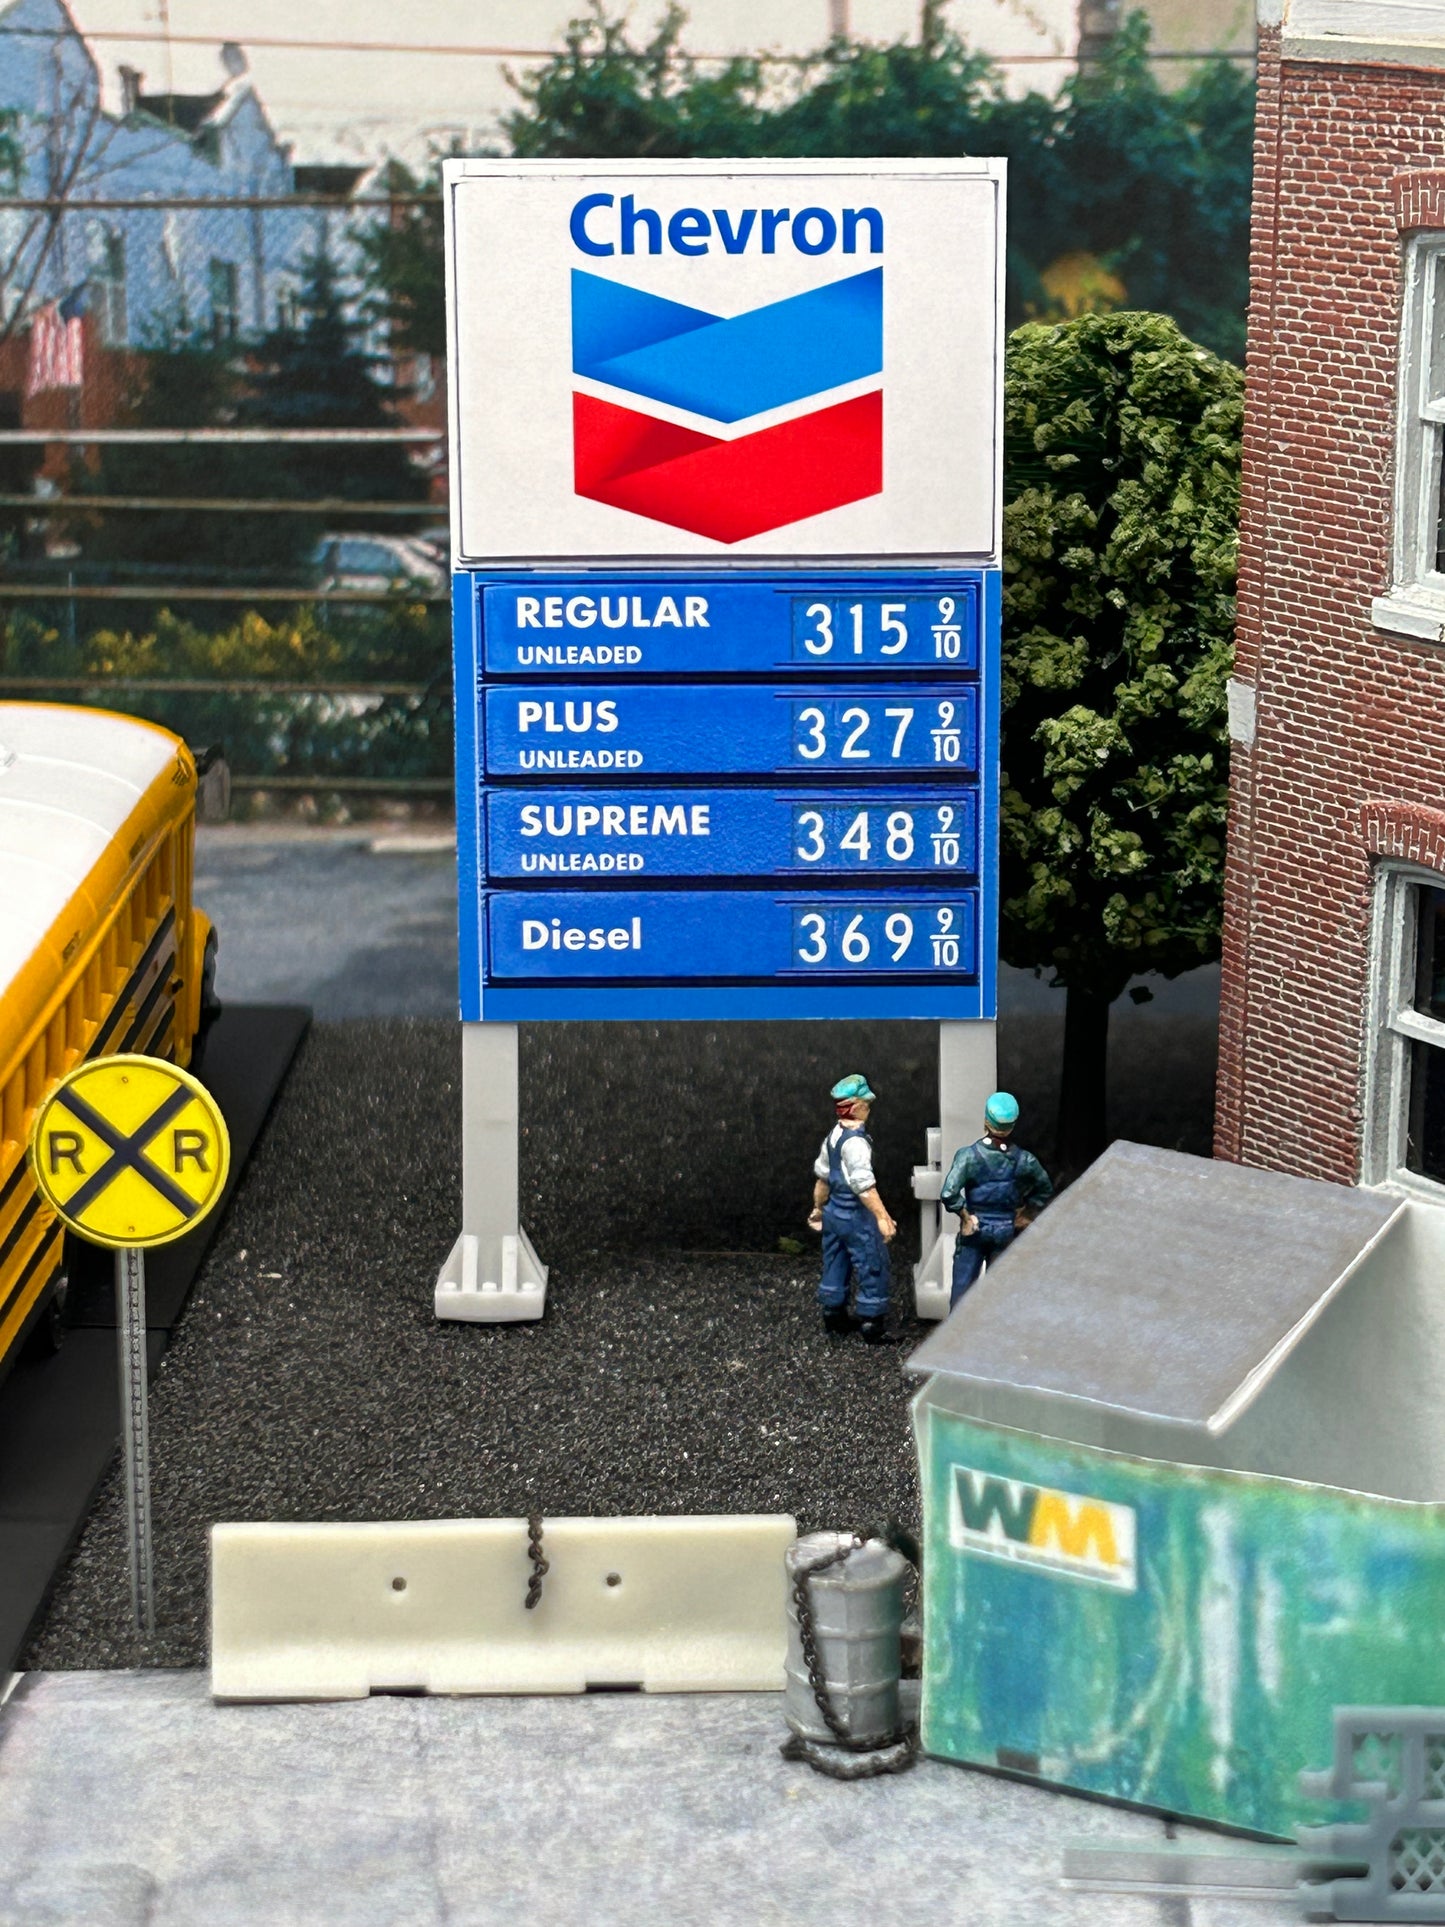 Chevron
REGULAR
UNLEADED
315 9/10
PLUS
UNLEADED
327 9/10
SUPREME
UNLEADED
348 9/10
Diesel
369 9/10
R R
WM